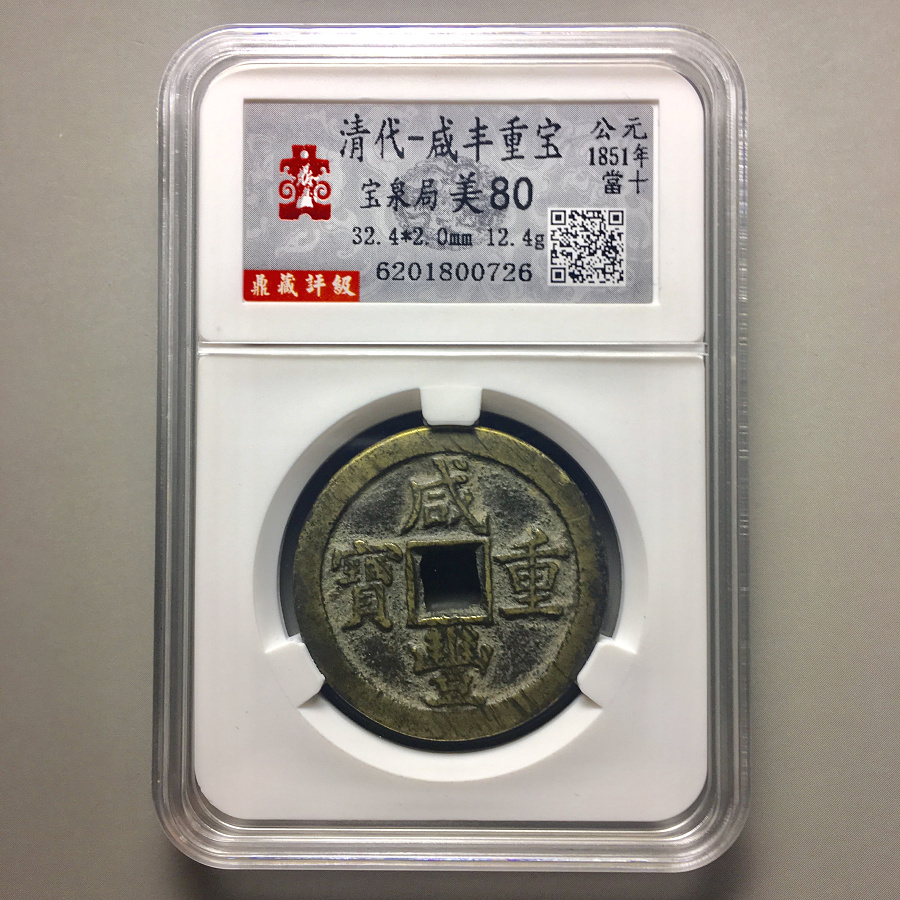 清代-咸丰重宝
公元
1851年
當十
宝泉局 美80
32.4*2.0mm 12.4g
6201800726
鼎藏評級
咸
寶 重
豐